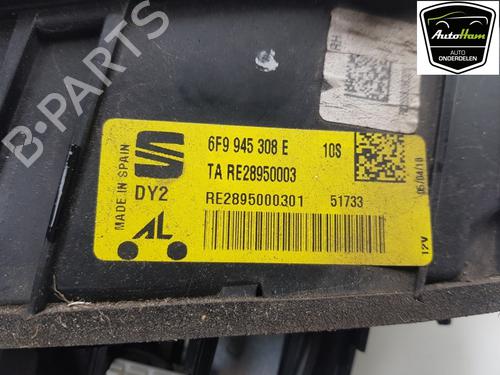 AutoHam
AUTO
ONDERDELEN
RH
MADE IN SPAIN
DY2
AL
6F9 945 308 E 10S
TA RE28950003
RE2895000301 51733
05/04/18
12V
B-PARTS